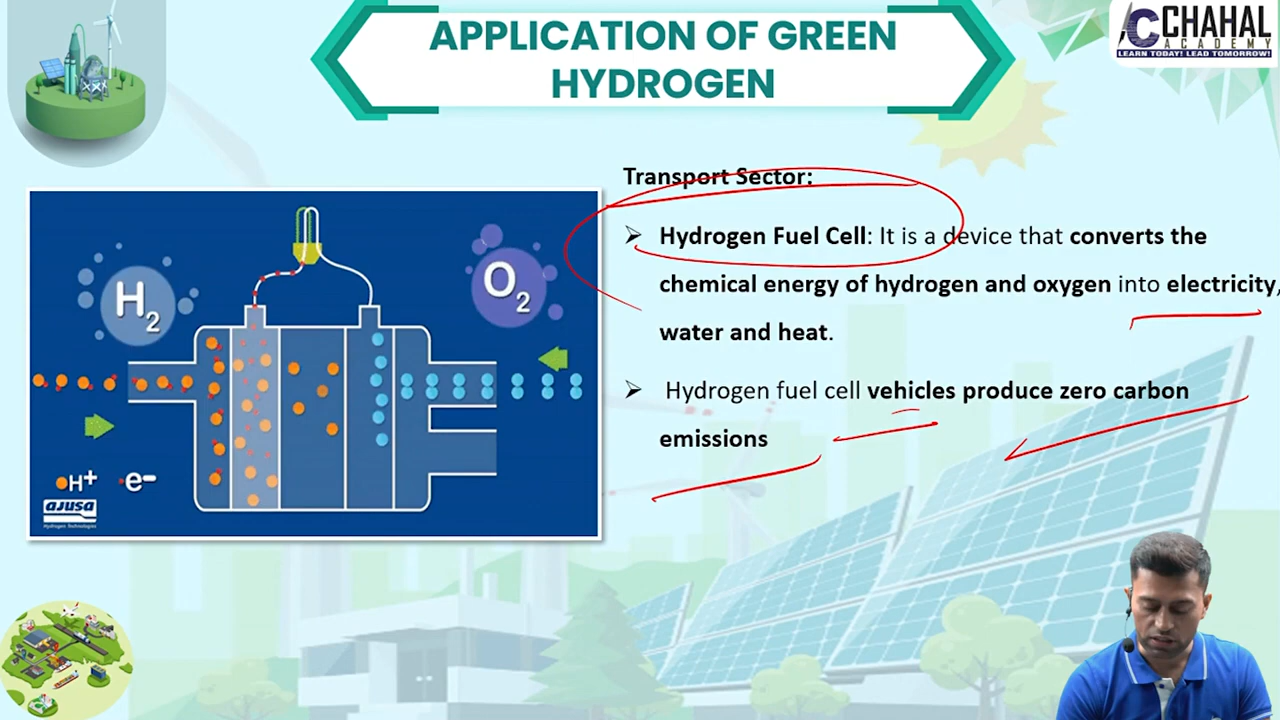 APPLICATION OF GREEN
HYDROGEN
CHAHAL
ACADEMY
LEARN TODAY! LEAD TOMORROW!
Transport Sector:
➢ Hydrogen Fuel Cell: It is a device that converts the
chemical energy of hydrogen and oxygen into electricity,
water and heat.
➢ Hydrogen fuel cell vehicles produce zero carbon
emissions
H2
O2
H+ e-
ajusa
Hydrogen Technologies